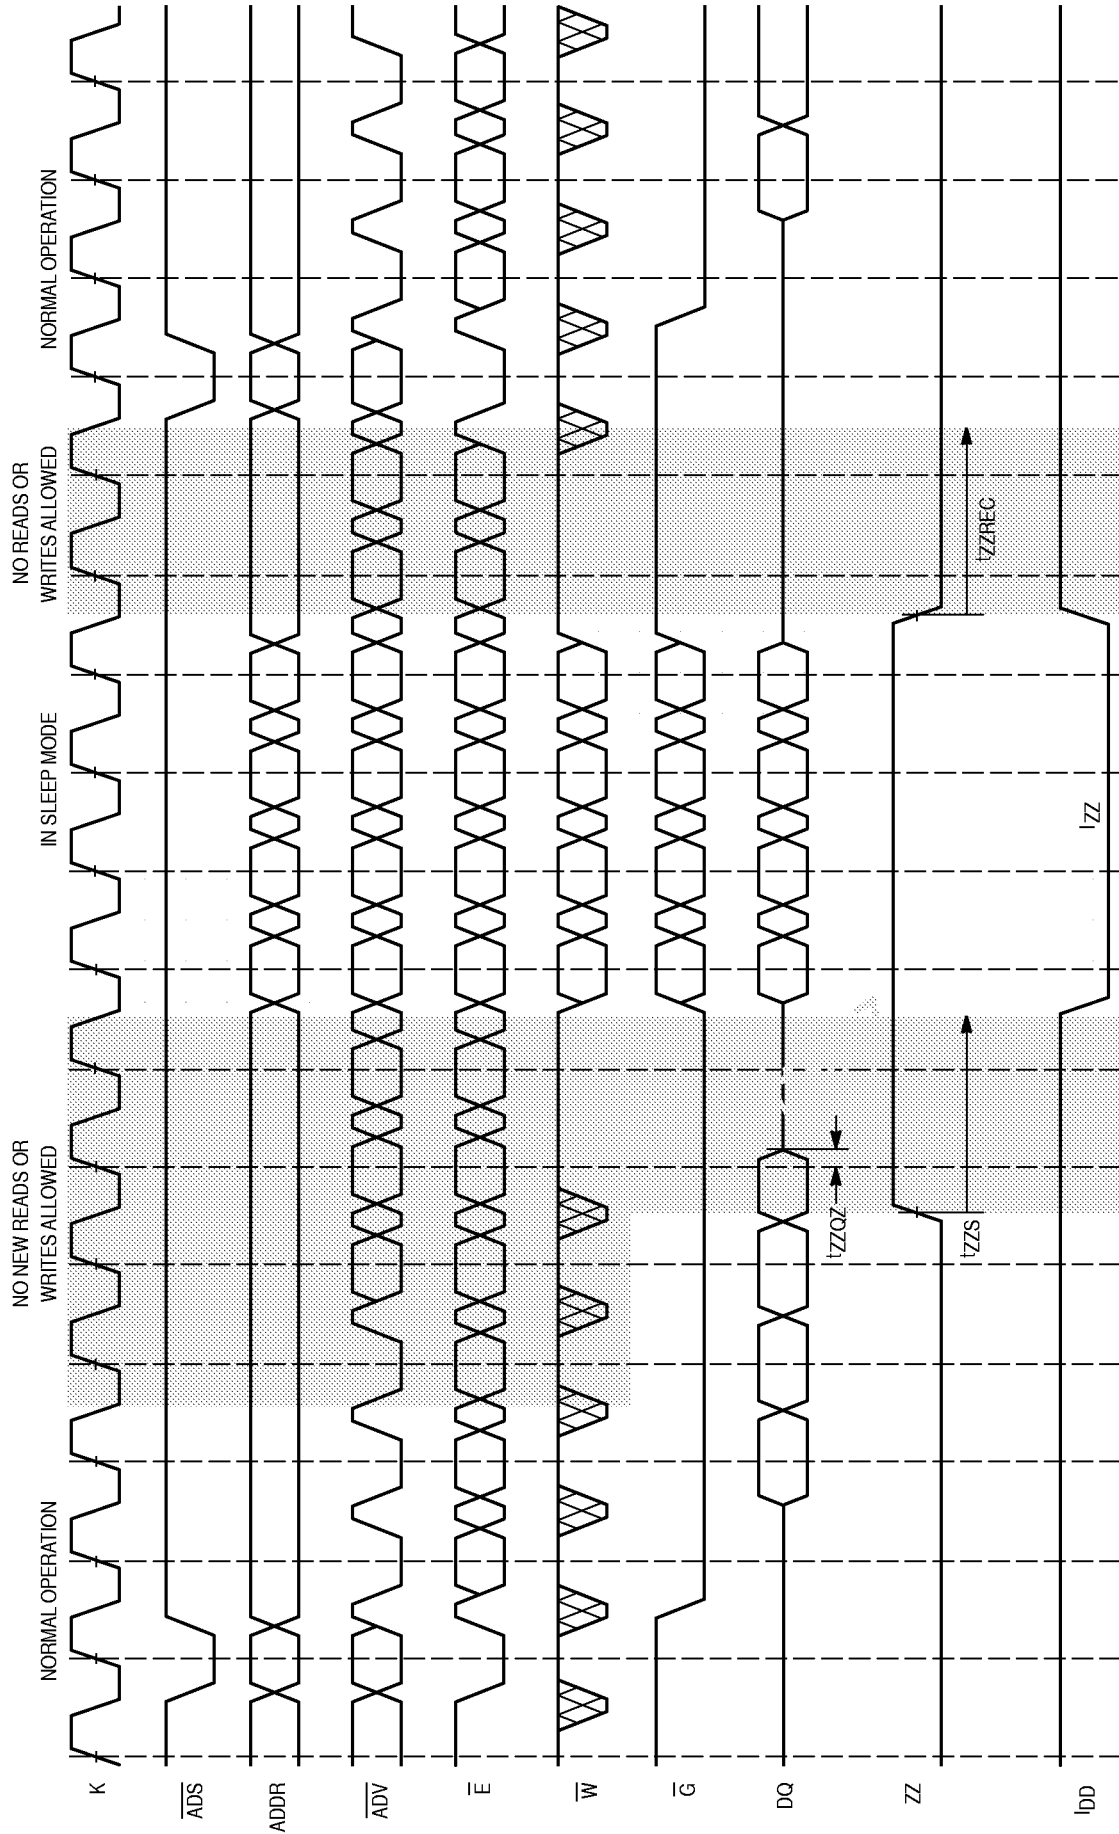 NORMAL OPERATION
NO NEW READS OR
WRITES ALLOWED
IN SLEEP MODE
NO READS OR
WRITES ALLOWED
NORMAL OPERATION
K
ADS
ADDR
ADV
E
W
G
DQ
tZZQZ
ZZ
tZZS
tZZREC
IDD
IZZ